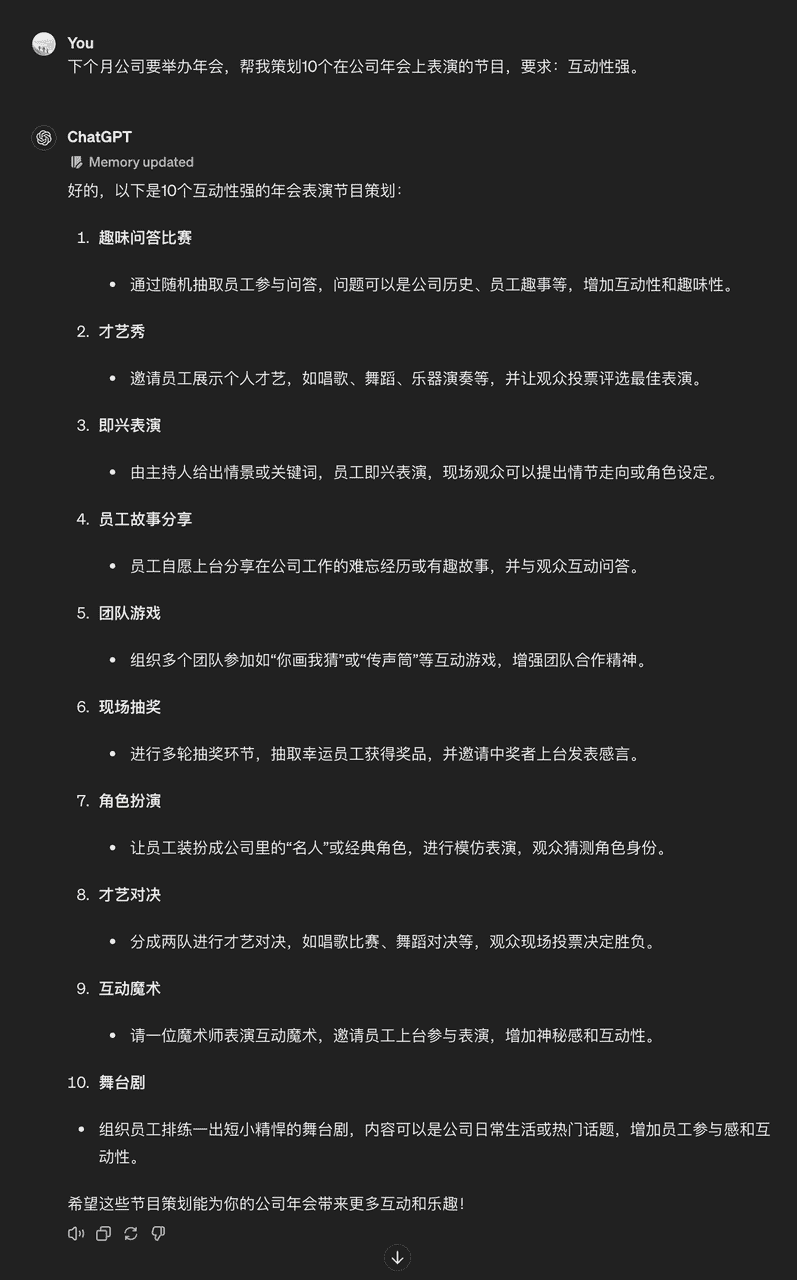 You
下个月公司要举办年会，帮我策划10个在公司年会上表演的节目，要求：互动性强。
ChatGPT
Memory updated
好的，以下是10个互动性强的年会表演节目策划：
1. 趣味问答比赛
• 通过随机抽取员工参与问答，问题可以是公司历史、员工趣事等，增加互动性和趣味性。
2. 才艺秀
• 邀请员工展示个人才艺，如唱歌、舞蹈、乐器演奏等，并让观众投票评选最佳表演。
3. 即兴表演
• 由主持人给出情景或关键词，员工即兴表演，现场观众可以提出情节走向或角色设定。
4. 员工故事分享
• 员工自愿上台分享在公司工作的难忘经历或有趣故事，并与观众互动问答。
5. 团队游戏
• 组织多个团队参加如“你画我猜”或“传声筒”等互动游戏，增强团队合作精神。
6. 现场抽奖
• 进行多轮抽奖环节，抽取幸运员工获得奖品，并邀请中奖者上台发表感言。
7. 角色扮演
• 让员工装扮成公司里的“名人”或经典角色，进行模仿表演，观众猜测角色身份。
8. 才艺对决
• 分成两队进行才艺对决，如唱歌比赛、舞蹈对决等，观众现场投票决定胜负。
9. 互动魔术
• 请一位魔术师表演互动魔术，邀请员工上台参与表演，增加神秘感和互动性。
10. 舞台剧
• 组织员工排练一出短小精悍的舞台剧，内容可以是公司日常生活或热门话题，增加员工参与感和互
动性。
希望这些节目策划能为你的公司年会带来更多互动和乐趣！